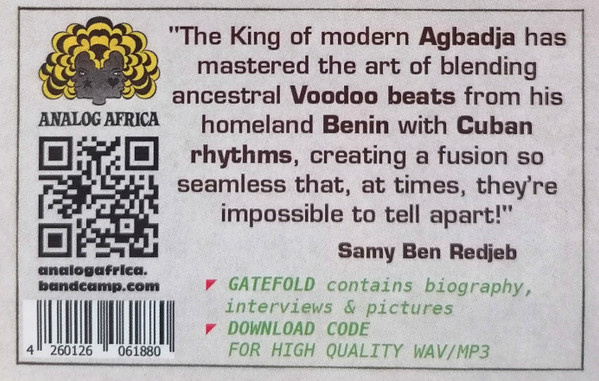 "The King of modern Agbadja has
mastered the art of blending
ancestral Voodoo beats from his
homeland Benin with Cuban
rhythms, creating a fusion so
seamless that, at times, they're
impossible to tell apart!"
Samy Ben Redjeb
ANALOG AFRICA
analogafrica.
bandcamp.com
GATEFOLD contains biography,
interviews & pictures
DOWNLOAD CODE
FOR HIGH QUALITY WAV/MP3
4 260126 061880